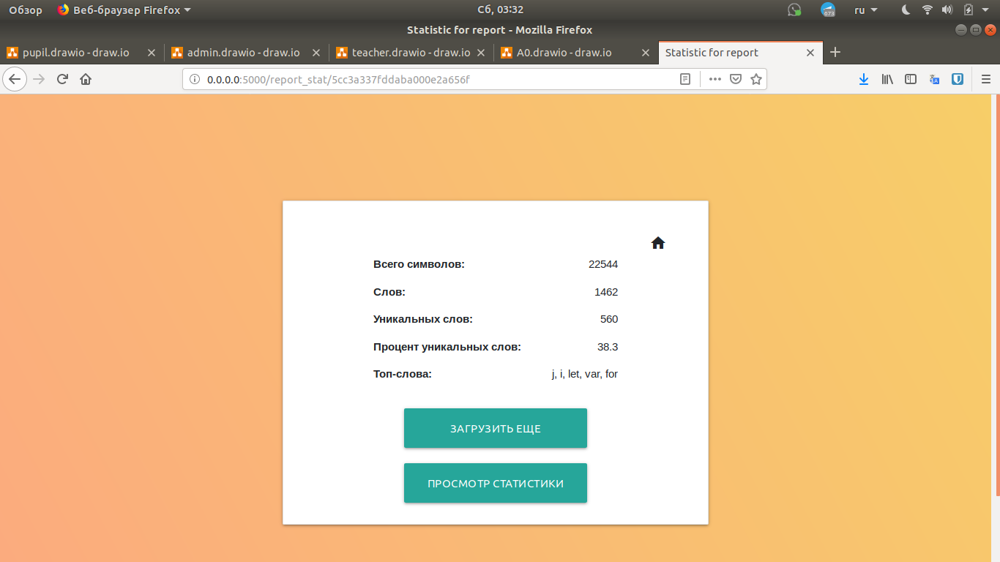 Обзор Веб-браузер Firefox Сб, 03:32 673 ru
Statistic for report - Mozilla Firefox
pupil.drawio - draw.io admin.drawio - draw.io teacher.drawio - draw.io A0.drawio - draw.io Statistic for report
0.0.0.0:5000/report_stat/5cc3a337fddaba000e2a656f
Всего символов: 22544
Слов: 1462
Уникальных слов: 560
Процент уникальных слов: 38.3
Топ-слова: j, i, let, var, for
ЗАГРУЗИТЬ ЕЩЕ
ПРОСМОТР СТАТИСТИКИ